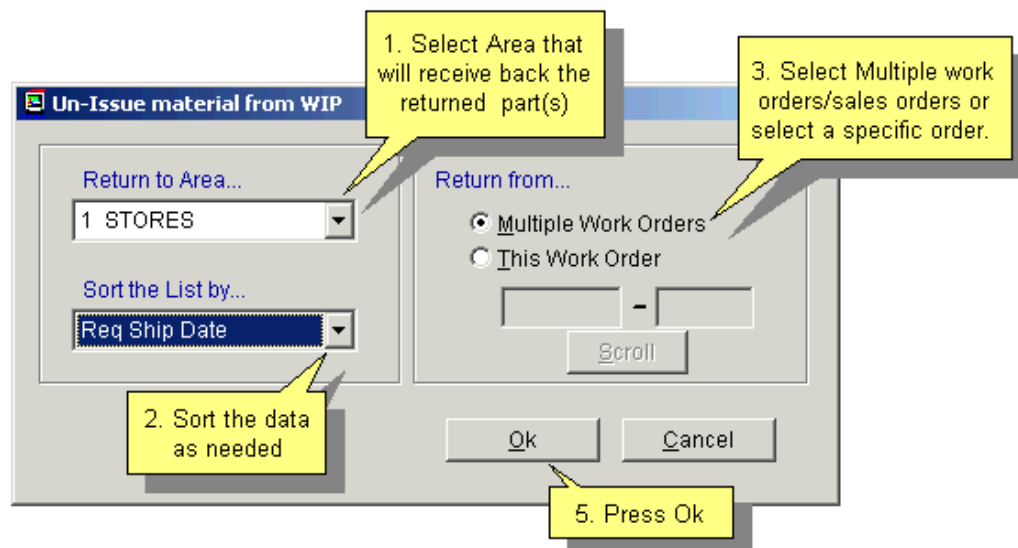 1. Select Area that
will receive back the
returned part(s)
3. Select Multiple work
orders/sales orders or
select a specific order.
Un-Issue material from WIP
Return to Area...
1 STORES
Sort the List by...
Req Ship Date
Return from...
Multiple Work Orders
This Work Order
–
Scroll
2. Sort the data
as needed
Ok
Cancel
5. Press Ok